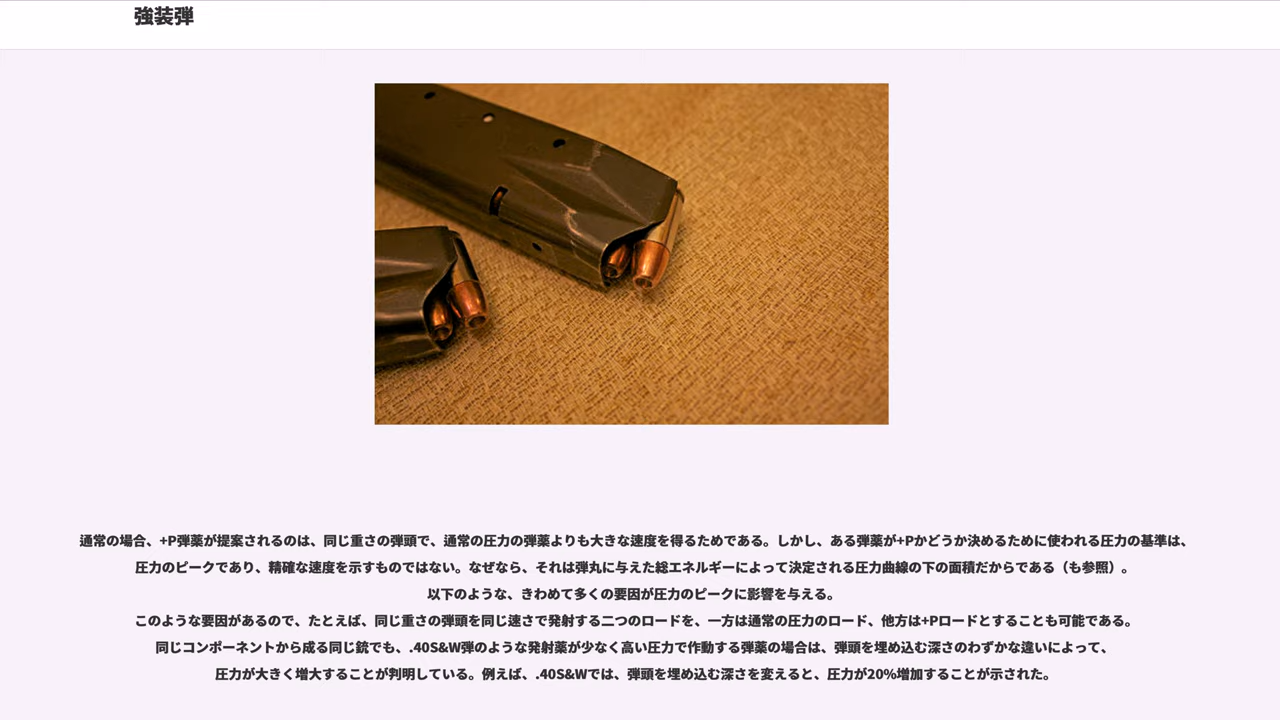 強装弾
通常の場合、+P弾薬が提案されるのは、同じ重さの弾頭で、通常の圧力の弾薬よりも大きな速度を得るためである。しかし、ある弾薬が+Pかどうか決めるために使われる圧力の基準は、
圧力のピークであり、精確な速度を示すものではない。なぜなら、それは弾丸に与えた総エネルギーによって決定される圧力曲線の下の面積だからである（も参照）。
以下のような、きわめて多くの要因が圧力のピークに影響を与える。
このような要因があるので、たとえば、同じ重さの弾頭を同じ速さで発射する二つのロードを、一方は通常の圧力のロード、他方は+Pロードとすることも可能である。
同じコンポーネントから成る同じ銃でも、.40S&W弾のような発射薬が少なく高い圧力で作動する弾薬の場合は、弾頭を埋め込む深さのわずかな違いによって、
圧力が大きく増大することが判明している。例えば、.40S&Wでは、弾頭を埋め込む深さを変えると、圧力が20%増加することが示された。